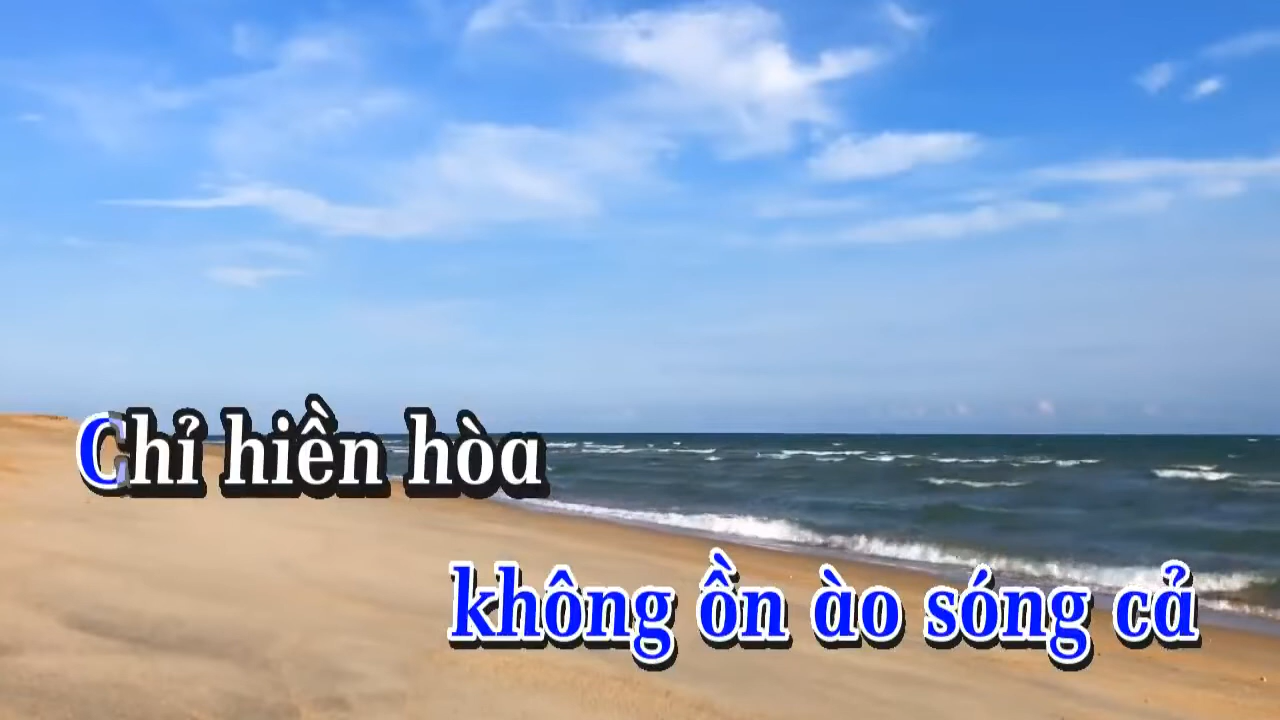 Chỉ hiền hòa
không ồn ào sóng cả